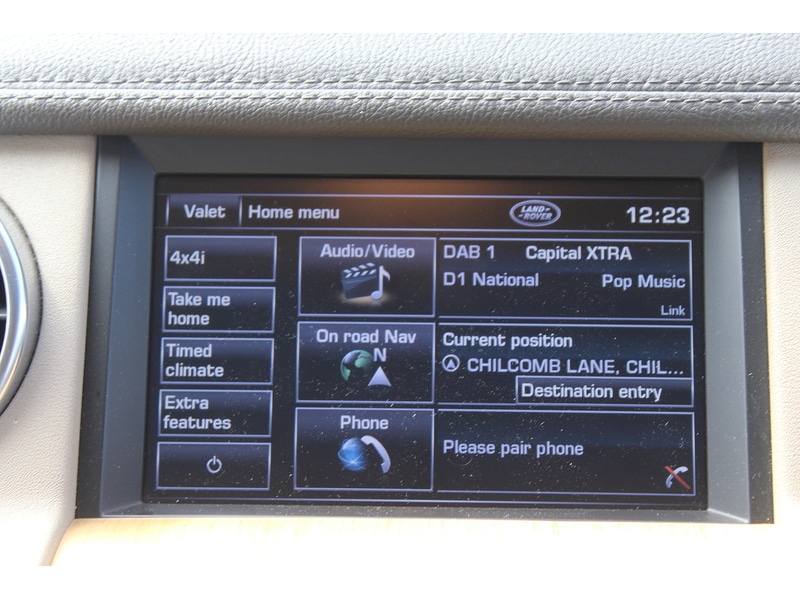 Valet Home menu LAND-ROVER 12:23
4x4i
Take me
home
Timed
climate
Extra
features
Audio/Video
DAB 1 Capital XTRA
D1 National Pop Music
Link
On road Nav
N
Current position
CHILCOMB LANE, CHIL...
Destination entry
Phone
Please pair phone